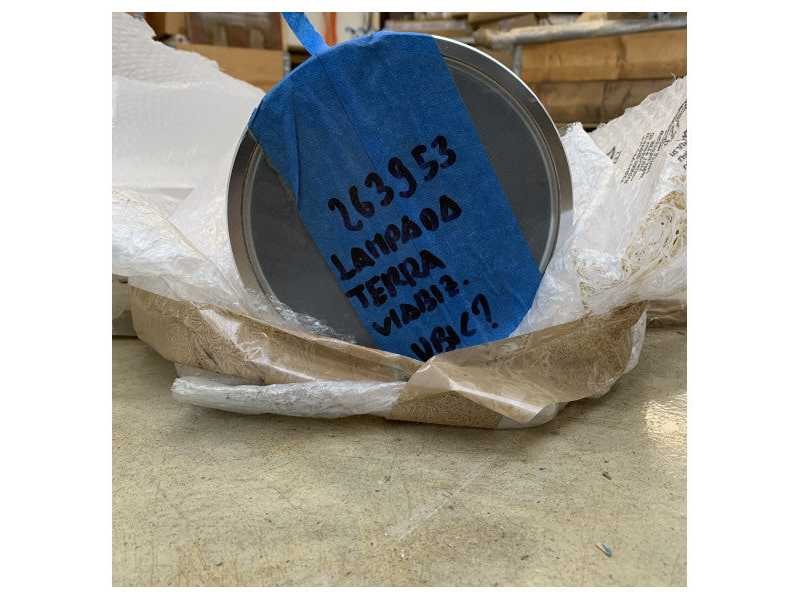 263953
LAMPADA
TERRA
VIABIZ.
UBIC?